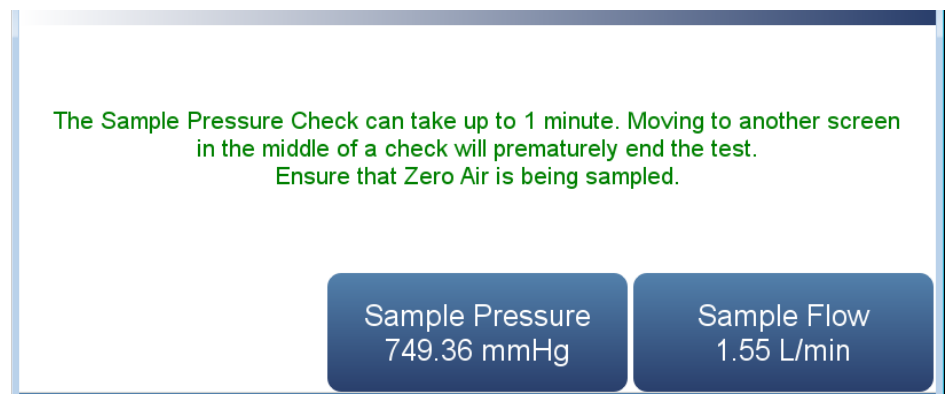 The Sample Pressure Check can take up to 1 minute. Moving to another screen
in the middle of a check will prematurely end the test.
Ensure that Zero Air is being sampled.
Sample Pressure
749.36 mmHg
Sample Flow
1.55 L/min